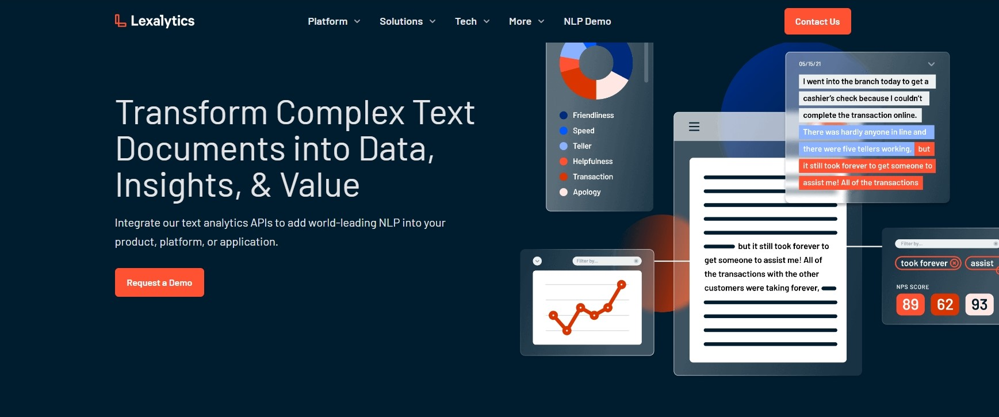 Lexalytics
Platform
Solutions
Tech
More
NLP Demo
Contact Us
Transform Complex Text
Documents into Data,
Insights, & Value
Integrate our text analytics APIs to add world-leading NLP into your
product, platform, or application.
Request a Demo
Friendliness
Speed
Teller
Helpfulness
Transaction
Apology
05/15/21
I went into the branch today to get a
cashier's check because I couldn't
complete the transaction online.
There was hardly anyone in line and
there were five tellers working, but
it still took forever to get someone to
assist me! All of the transactions
Filter by...
but it still took forever to
get someone to assist me! All of
the transactions with the other
customers were taking forever,
Filter by...
took forever
assist
NPS SCORE
89 62 93